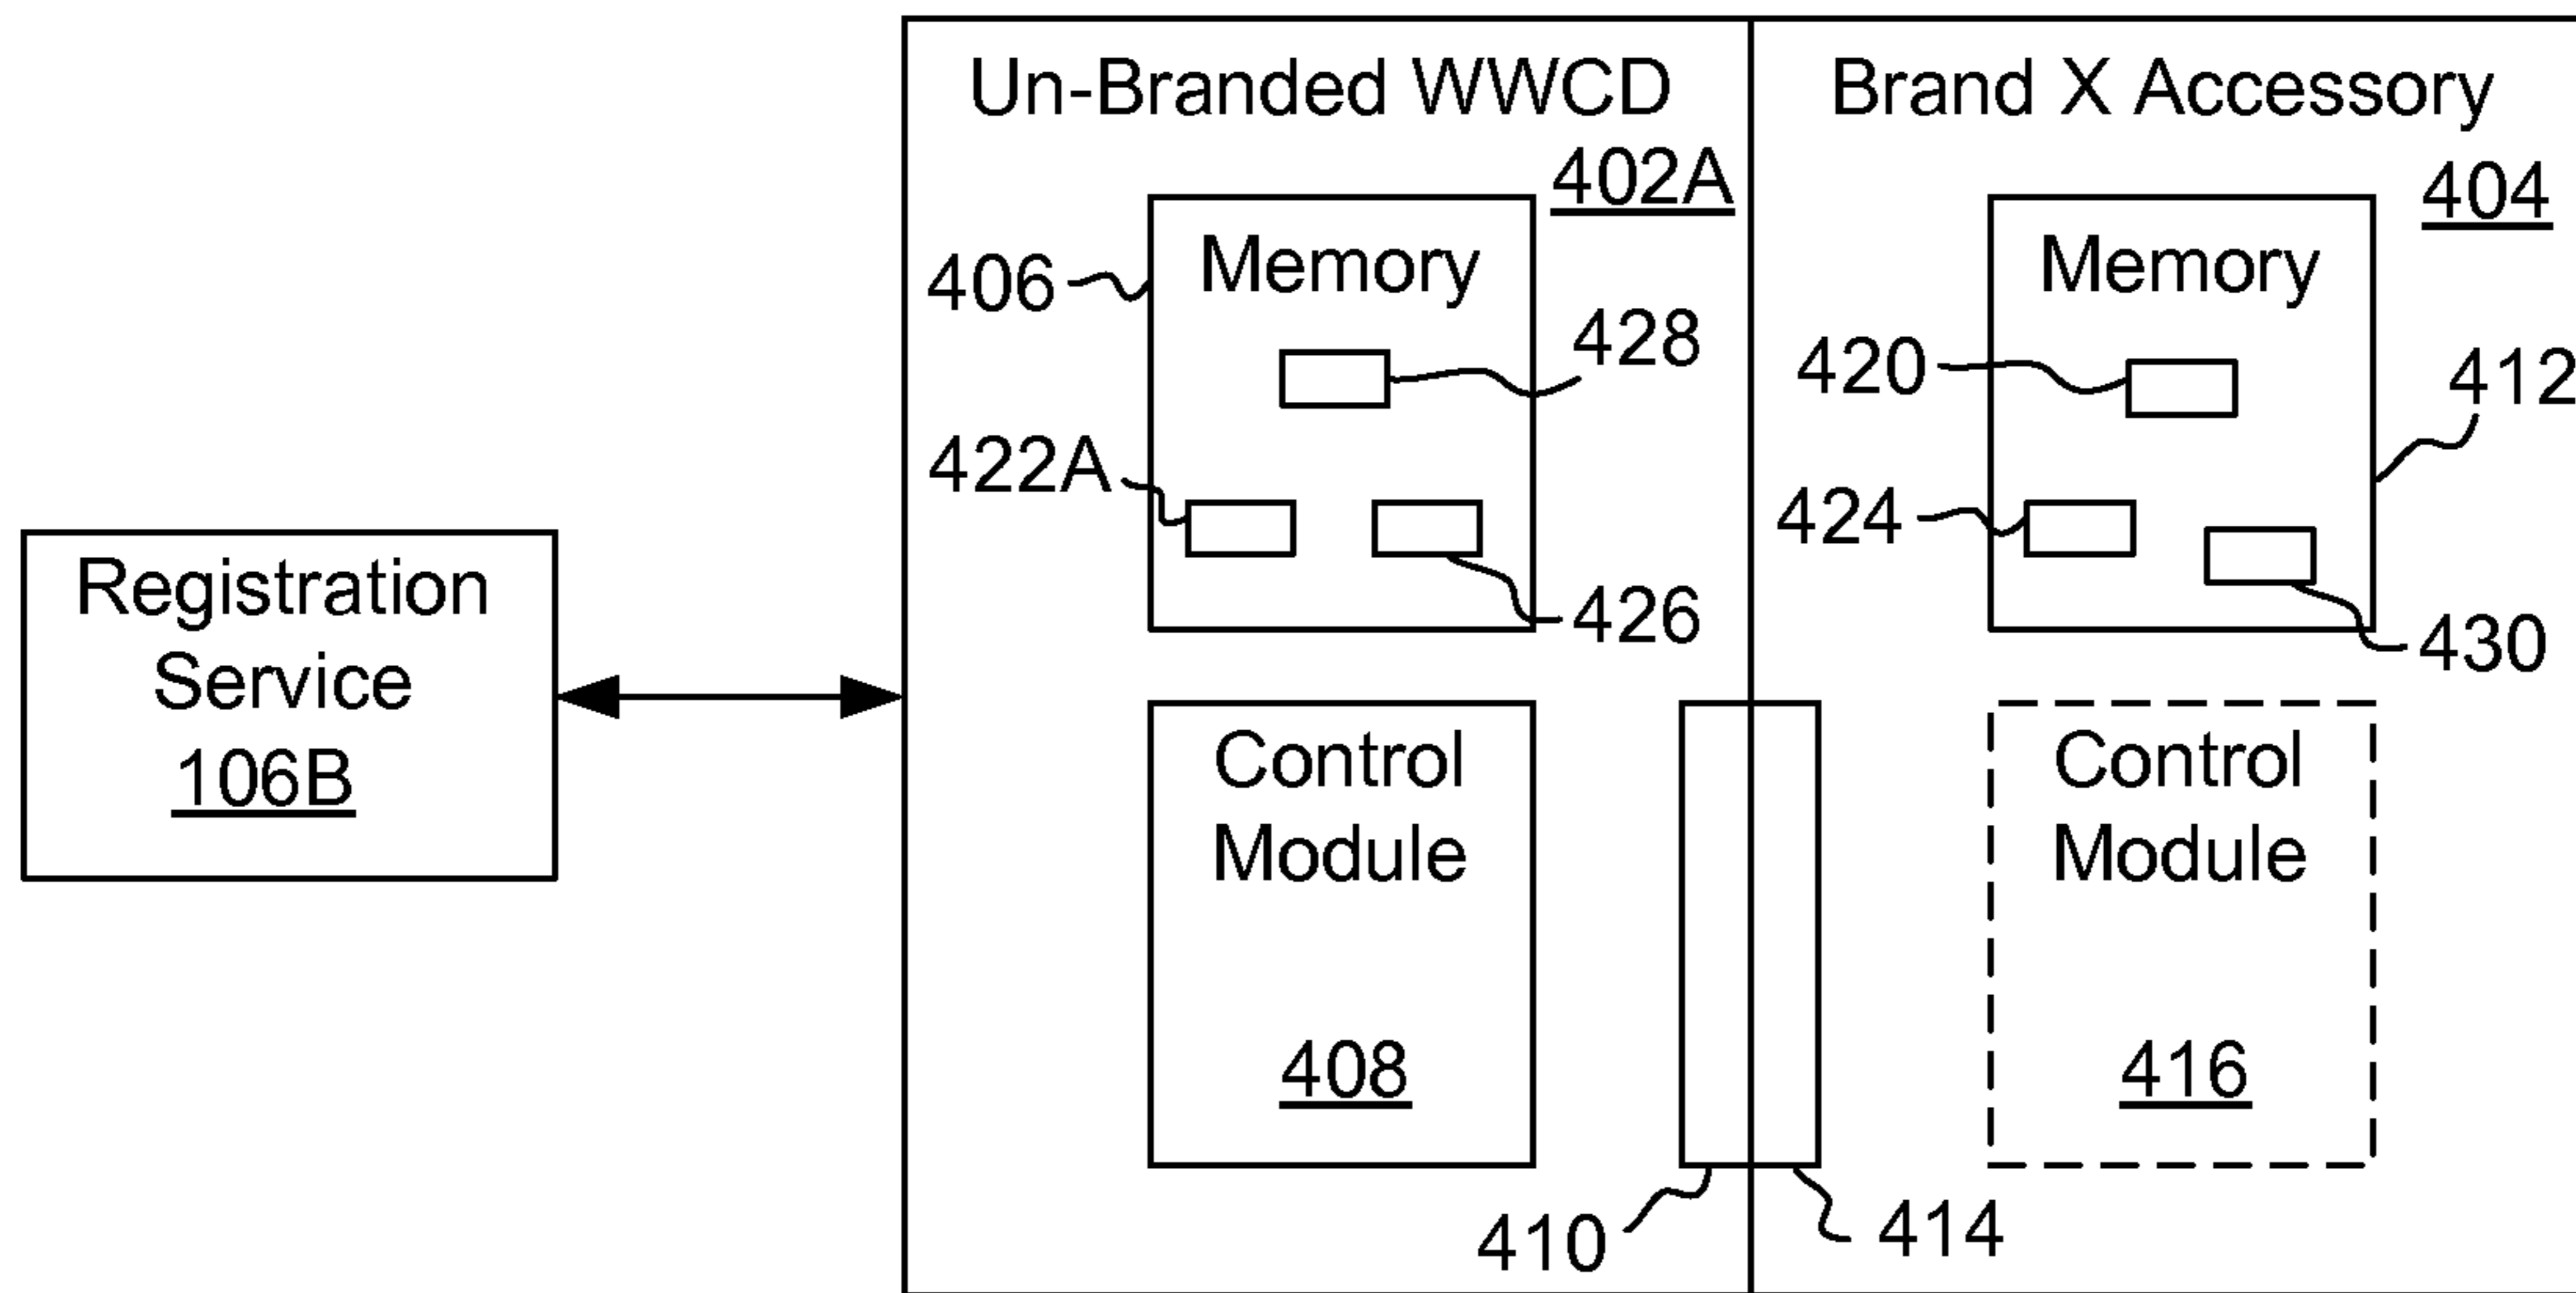 Un-Branded WWCD
402A
Memory
406
428
422A
426
Control
Module
408
410
Brand X Accessory
404
Memory
420
412
424
430
Control
Module
416
414
Registration
Service
106B